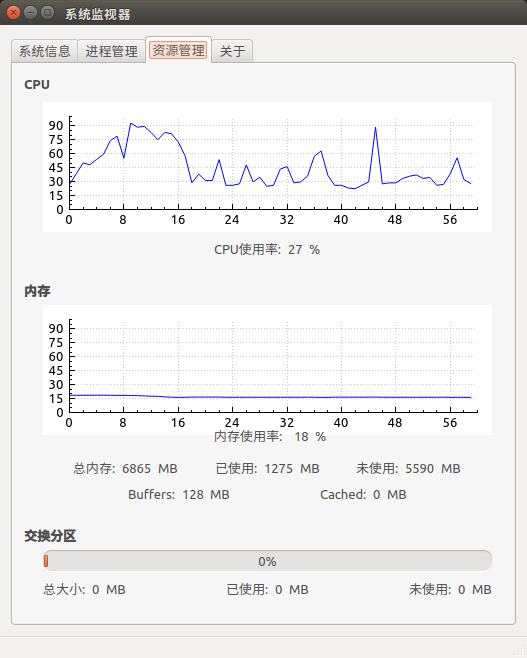 系统监视器
系统信息 进程管理 资源管理 关于
CPU
90
75
60
45
30
15
0
0 8 16 24 32 40 48 56
CPU使用率: 27 %
内存
90
75
60
45
30
15
0
0 8 16 24 32 40 48 56
内存使用率: 18 %
总内存: 6865 MB 已使用: 1275 MB 未使用: 5590 MB
Buffers: 128 MB Cached: 0 MB
交换分区
0%
总大小: 0 MB 已使用: 0 MB 未使用: 0 MB